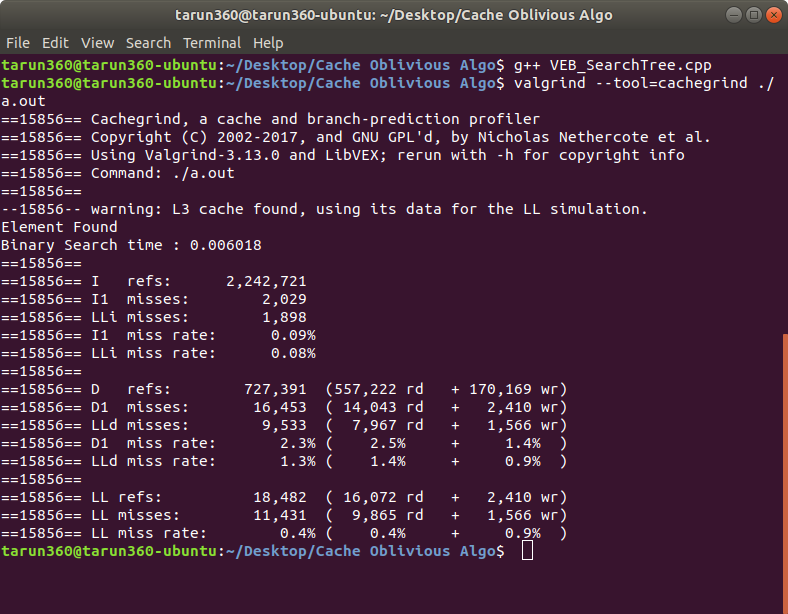 tarun360@tarun360-ubuntu: ~/Desktop/Cache Oblivious Algo
File Edit View Search Terminal Help
tarun360@tarun360-ubuntu:~/Desktop/Cache Oblivious Algo$ g++ VEB_SearchTree.cpp
tarun360@tarun360-ubuntu:~/Desktop/Cache Oblivious Algo$ valgrind --tool=cachegrind ./
a.out
==15856== Cachegrind, a cache and branch-prediction profiler
==15856== Copyright (C) 2002-2017, and GNU GPL'd, by Nicholas Nethercote et al.
==15856== Using Valgrind-3.13.0 and LibVEX; rerun with -h for copyright info
==15856== Command: ./a.out
==15856==
--15856-- warning: L3 cache found, using its data for the LL simulation.
Element Found
Binary Search time : 0.006018
==15856==
==15856== I   refs:      2,242,721
==15856== I1  misses:        2,029
==15856== LLi misses:        1,898
==15856== I1  miss rate:      0.09%
==15856== LLi miss rate:      0.08%
==15856==
==15856== D   refs:        727,391  (557,222 rd   + 170,169 wr)
==15856== D1  misses:       16,453  ( 14,043 rd   +   2,410 wr)
==15856== LLd misses:        9,533  (  7,967 rd   +   1,566 wr)
==15856== D1  miss rate:       2.3% (    2.5%     +     1.4%  )
==15856== LLd miss rate:       1.3% (    1.4%     +     0.9%  )
==15856==
==15856== LL refs:          18,482  ( 16,072 rd   +   2,410 wr)
==15856== LL misses:        11,431  (  9,865 rd   +   1,566 wr)
==15856== LL miss rate:        0.4% (    0.4%     +     0.9%  )
tarun360@tarun360-ubuntu:~/Desktop/Cache Oblivious Algo$